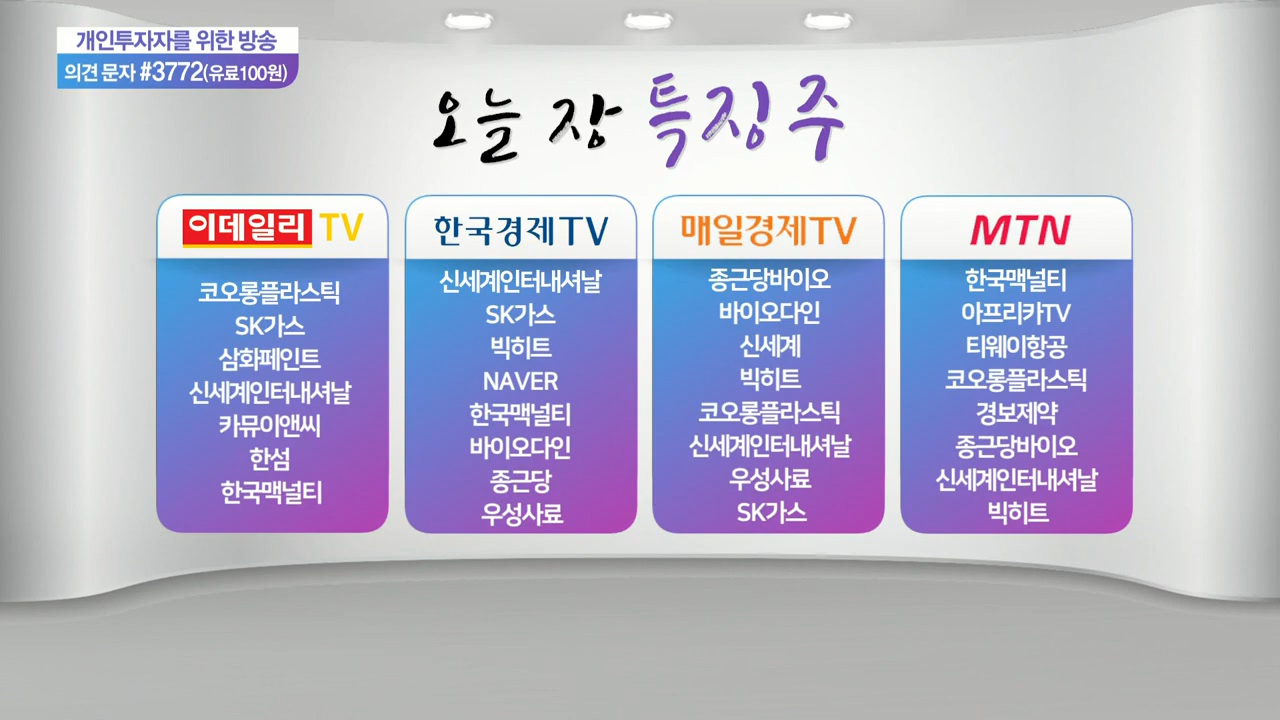 개인투자자를 위한 방송
의견 문자 #3772(유료100원)
오늘 장 특징주
이데일리 TV
코오롱플라스틱
SK가스
삼화페인트
신세계인터내셔날
카뮤이앤씨
한섬
한국맥널티
한국경제TV
신세계인터내셔날
SK가스
빅히트
NAVER
한국맥널티
바이오다인
종근당
우성사료
매일경제TV
종근당바이오
바이오다인
신세계
빅히트
코오롱플라스틱
신세계인터내셔날
우성사료
SK가스
MTN
한국맥널티
아프리카TV
티웨이항공
코오롱플라스틱
경보제약
종근당바이오
신세계인터내셔날
빅히트